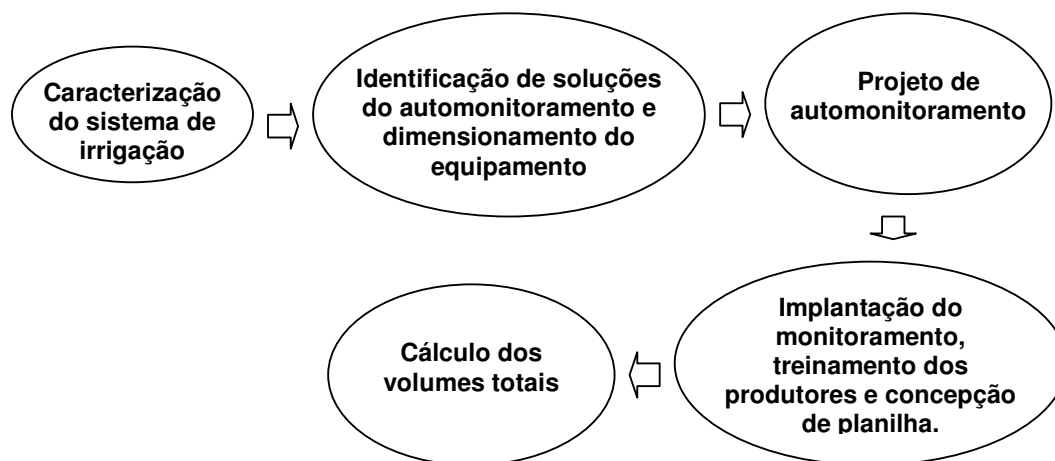 Caracterização
do sistema de
irrigação
Identificação de soluções
do automonitoramento e
dimensionamento do
equipamento
Projeto de
automonitoramento
Implantação do
monitoramento,
treinamento dos
produtores e concepção
de planilha.
Cálculo dos
volumes totais